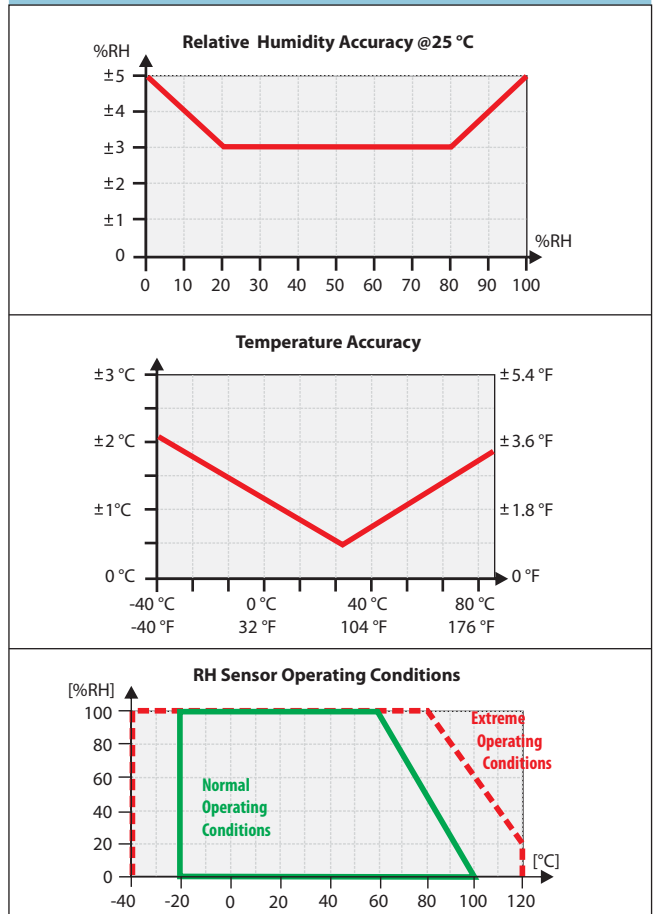 Relative Humidity Accuracy @25 °C
%RH
±5
±4
±3
±2
±1
0
%RH
0 10 20 30 40 50 60 70 80 90 100
Temperature Accuracy
±3 °C ±5.4 °F
±2 °C ±3.6 °F
±1°C ±1.8 °F
0 °C 0 °F
-40 °C 0 °C 40 °C 80 °C
-40 °F 32 °F 104 °F 176 °F
RH Sensor Operating Conditions
[%RH]
100
80
60
40
20
0
Extreme
Operating
Conditions
Normal
Operating
Conditions
[°C]
-40 -20 0 20 40 60 80 100 120